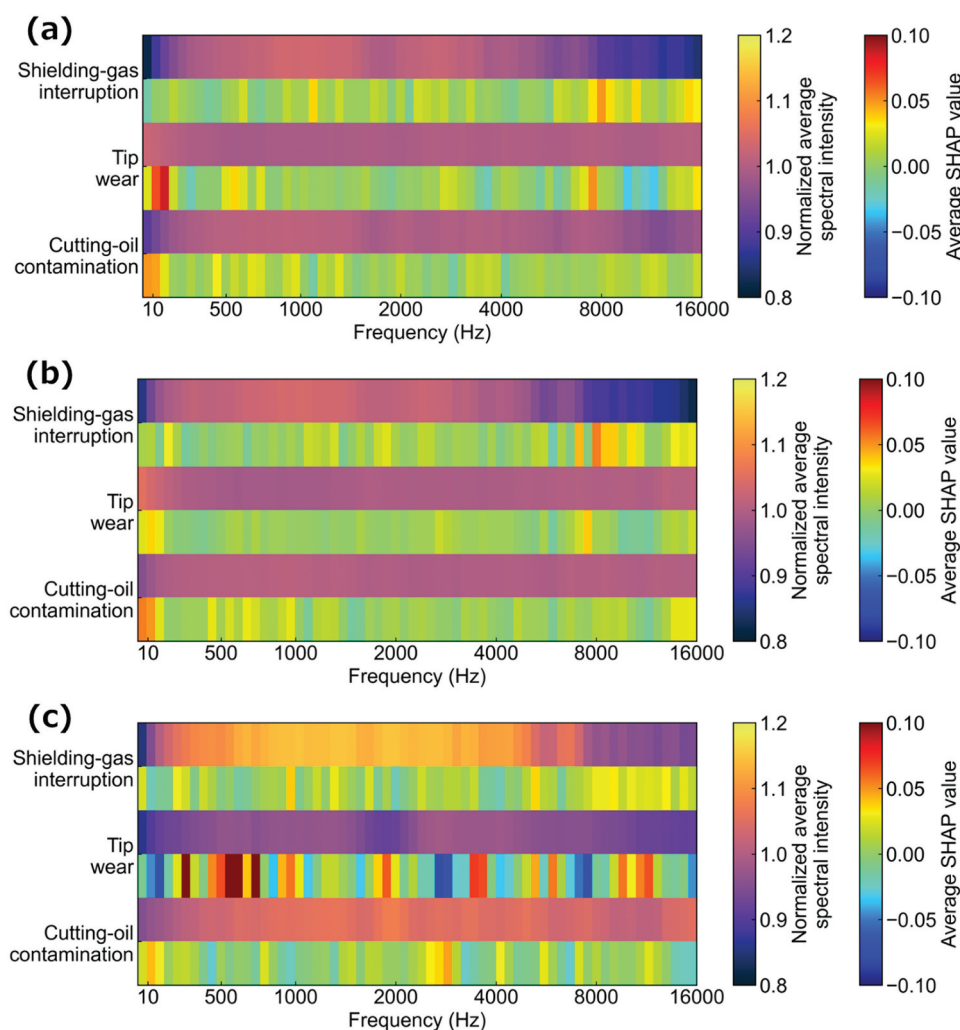 (a)
Shielding-gas
interruption
Tip
wear
Cutting-oil
contamination
10 500 1000 2000 4000 8000 16000
Frequency (Hz)
1.2
1.1
1.0
0.9
0.8
Normalized average
spectral intensity
0.10
0.05
0.00
−0.05
−0.10
Average SHAP value
(b)
Shielding-gas
interruption
Tip
wear
Cutting-oil
contamination
10 500 1000 2000 4000 8000 16000
Frequency (Hz)
1.2
1.1
1.0
0.9
0.8
Normalized average
spectral intensity
0.10
0.05
0.00
−0.05
−0.10
Average SHAP value
(c)
Shielding-gas
interruption
Tip
wear
Cutting-oil
contamination
10 500 1000 2000 4000 8000 16000
Frequency (Hz)
1.2
1.1
1.0
0.9
0.8
Normalized average
spectral intensity
0.10
0.05
0.00
−0.05
−0.10
Average SHAP value